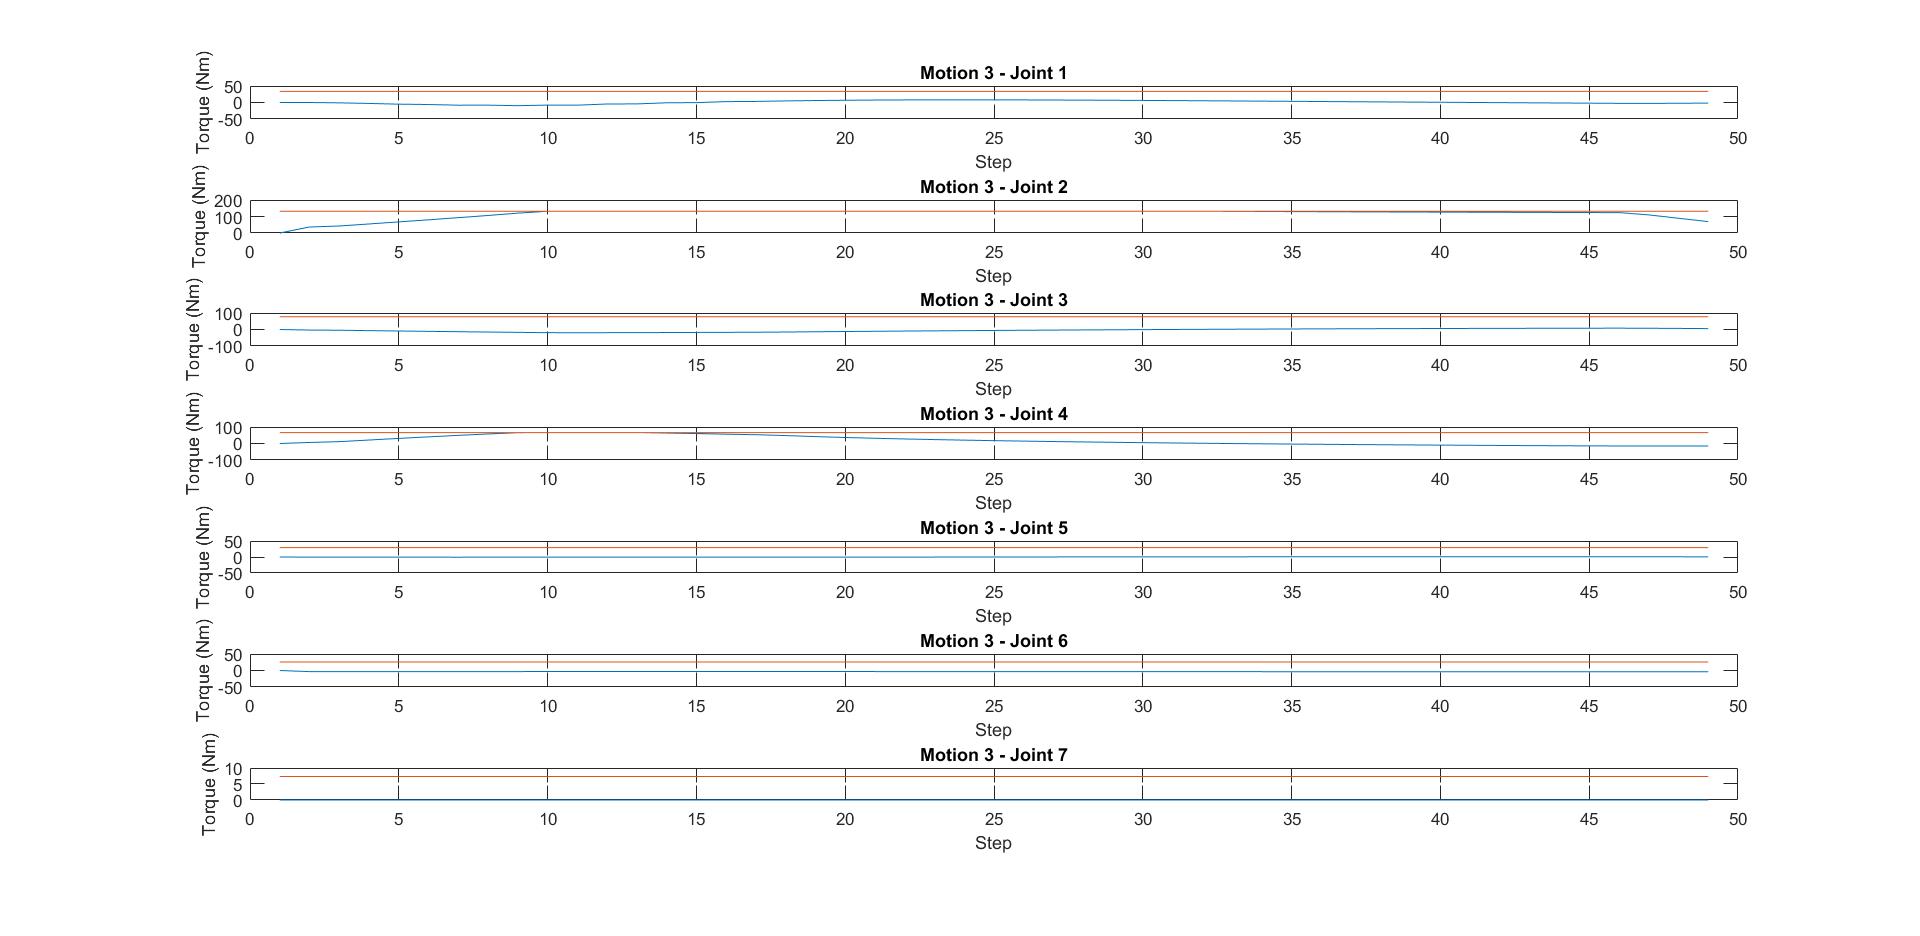 Motion 3 - Joint 1
Torque (Nm)
50
0
-50
0 5 10 15 20 25 30 35 40 45 50
Step
Motion 3 - Joint 2
Torque (Nm)
200
100
0
0 5 10 15 20 25 30 35 40 45 50
Step
Motion 3 - Joint 3
Torque (Nm)
100
0
-100
0 5 10 15 20 25 30 35 40 45 50
Step
Motion 3 - Joint 4
Torque (Nm)
100
0
-100
0 5 10 15 20 25 30 35 40 45 50
Step
Motion 3 - Joint 5
Torque (Nm)
50
0
-50
0 5 10 15 20 25 30 35 40 45 50
Step
Motion 3 - Joint 6
Torque (Nm)
50
0
-50
0 5 10 15 20 25 30 35 40 45 50
Step
Motion 3 - Joint 7
Torque (Nm)
10
5
0
0 5 10 15 20 25 30 35 40 45 50
Step